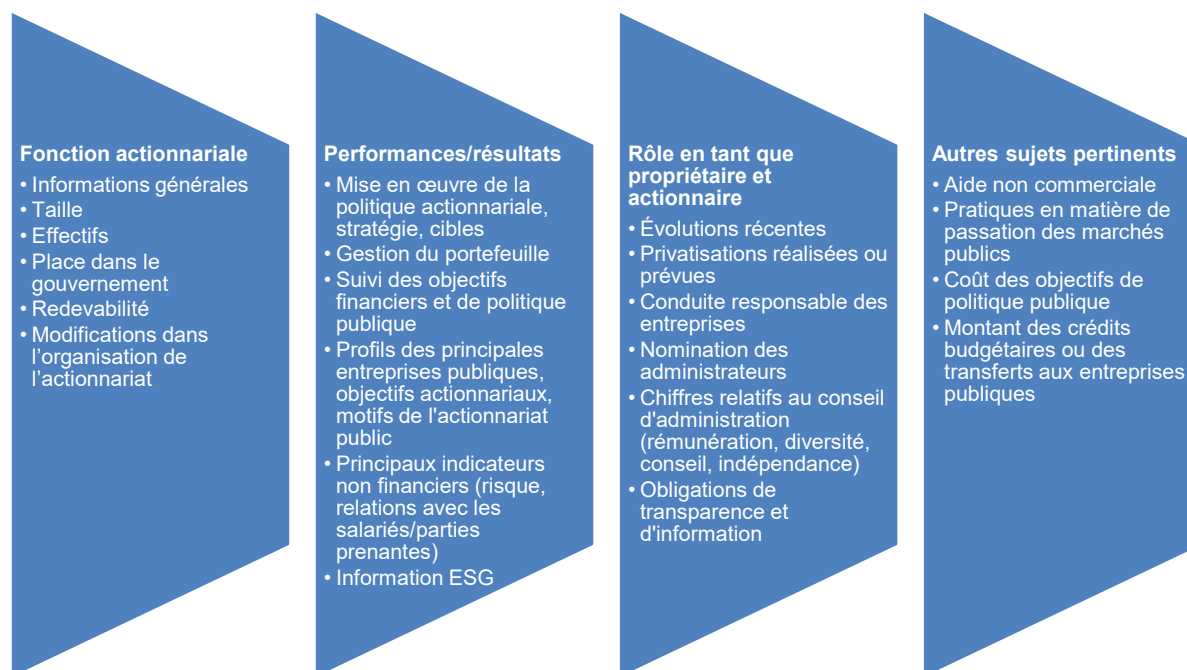 Fonction actionnariale
• Informations générales
• Taille
• Effectifs
• Place dans le
gouvernement
• Redevabilité
• Modifications dans
l’organisation de
l’actionnariat
Performances/résultats
• Mise en œuvre de la
politique actionnariale,
stratégie, cibles
• Gestion du portefeuille
• Suivi des objectifs
financiers et de politique
publique
• Profils des principales
entreprises publiques,
objectifs actionnariaux,
motifs de l'actionnariat
public
• Principaux indicateurs
non financiers (risque,
relations avec les
salariés/parties
prenantes)
• Information ESG
Rôle en tant que
propriétaire et
actionnaire
• Évolutions récentes
• Privatisations réalisées ou
prévues
• Conduite responsable des
entreprises
• Nomination des
administrateurs
• Chiffres relatifs au conseil
d'administration
(rémunération, diversité,
conseil, indépendance)
• Obligations de
transparence et
d'information
Autres sujets pertinents
• Aide non commerciale
• Pratiques en matière de
passation des marchés
publics
• Coût des objectifs de
politique publique
• Montant des crédits
budgétaires ou des
transferts aux entreprises
publiques